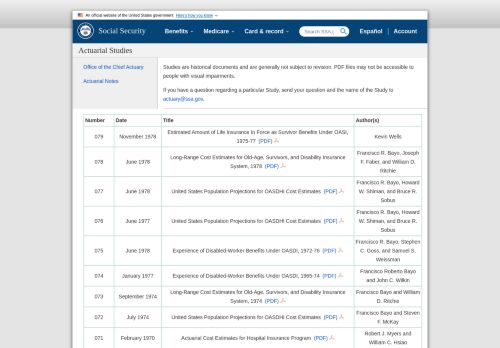 An official website of the United States government Here's how you know
Social Security
Benefits Medicare Card & record Search SSA.g Español Account
Actuarial Studies
Office of the Chief Actuary
Actuarial Notes
Studies are historical documents and are generally not subject to revision. PDF files may not be accessible to
people with visual impairments.
If you have a question regarding a particular Study, send your question and the name of the Study to
actuary@ssa.gov.
Number Date Title Author(s)
079 November 1978 Estimated Amount of Life Insurance In Force as Survivor Benefits Under OASI,
1975-77 (PDF) Kevin Wells
078 June 1978 Long-Range Cost Estimates for Old-Age, Survivors, and Disability Insurance
System, 1978 (PDF) Francisco R. Bayo, Joseph
F. Faber, and William D.
Ritchie
077 June 1978 United States Population Projections for OASDHI Cost Estimates (PDF) Francisco R. Bayo, Howard
W. Shiman, and Bruce R.
Sobus
076 June 1977 United States Population Projections for OASDHI Cost Estimates (PDF) Francisco R. Bayo, Howard
W. Shiman, and Bruce R.
Sobus
075 June 1978 Experience of Disabled-Worker Benefits Under OASDI, 1972-76 (PDF) Francisco R. Bayo, Stephen
C. Goss, and Samuel S.
Weissman
074 January 1977 Experience of Disabled-Worker Benefits Under OASDI, 1965-74 (PDF) Francisco Roberto Bayo
and John C. Wilkin
073 September 1974 Long-Range Cost Estimates for Old-Age, Survivors, and Disability Insurance
System, 1974 (PDF) Francisco Bayo and William
D. Ritchie
072 July 1974 United States Population Projections for OASDHI Cost Estimates (PDF) Francisco Bayo and Steven
F. McKay
071 February 1970 Actuarial Cost Estimates for Hospital Insurance Program (PDF) Robert J. Myers and
William C. Hsiao